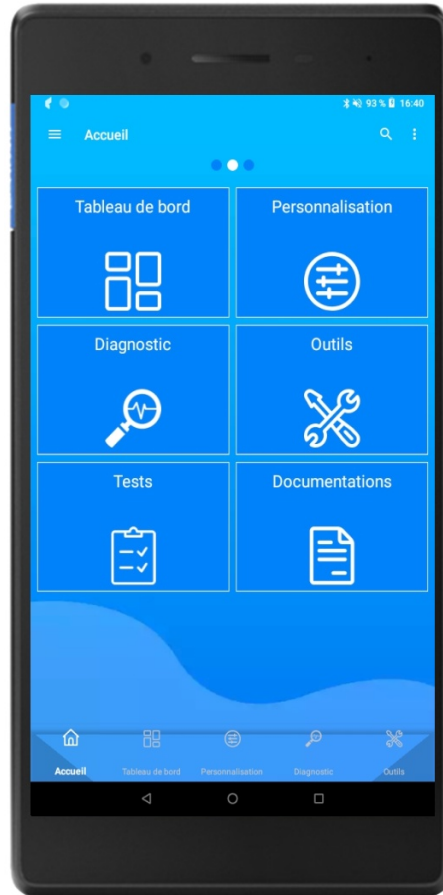 93 % 16:40
Accueil
Tableau de bord
Personnalisation
Diagnostic
Outils
Tests
Documentations
Accueil
Tableau de bord
Personnalisation
Diagnostic
Outils